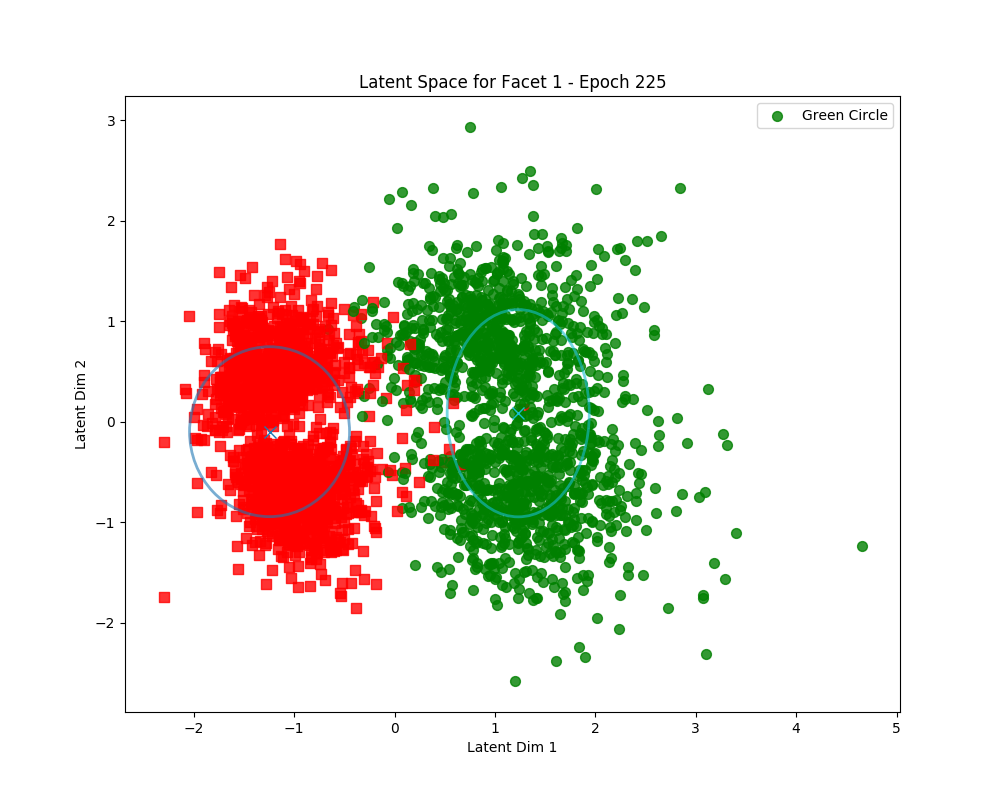 Latent Space for Facet 1 - Epoch 225
Green Circle
3
2
1
0
−1
−2
Latent Dim 2
−2 −1 0 1 2 3 4 5
Latent Dim 1